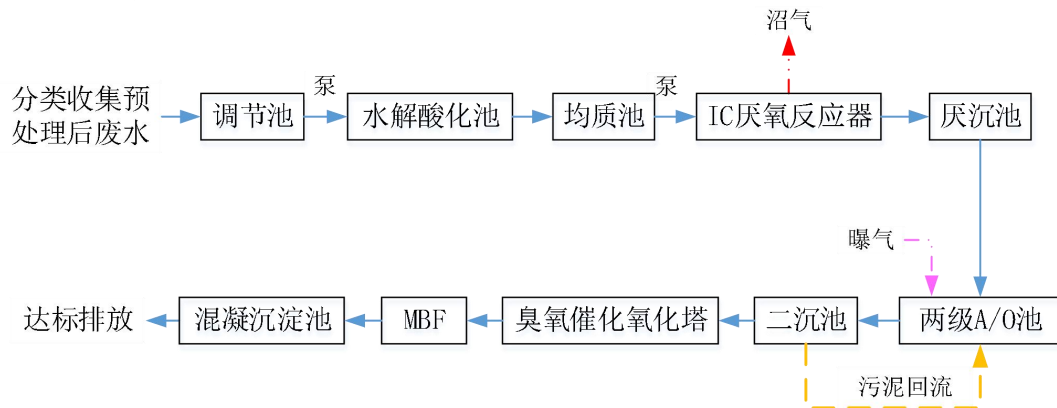 沼气
分类收集预
处理后废水
调节池
泵
水解酸化池
均质池
泵
IC厌氧反应器
厌沉池
曝气
两级A/O池
二沉池
臭氧催化氧化塔
MBF
混凝沉淀池
达标排放
污泥回流